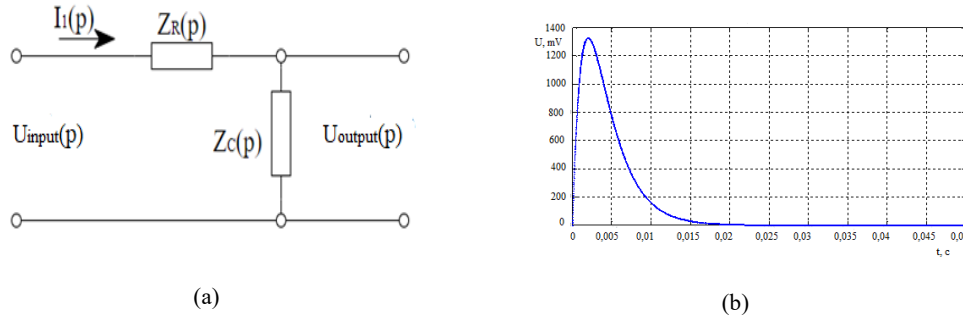 I1(p)
ZR(p)
Uinput(p)
ZC(p)
Uoutput(p)
(a)
1400
U, mV
1200
1000
800
600
400
200
0
0 0,005 0,01 0,015 0,02 0,025 0,03 0,035 0,04 0,045
t, c
(b)